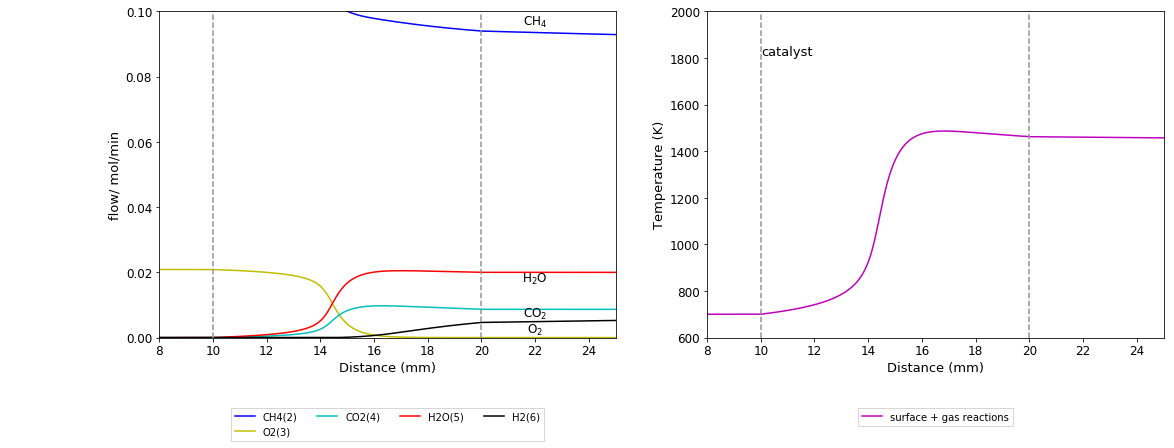 0.10
0.08
0.06
0.04
0.02
0.00
flow/ mol/min
CH₄
H₂O
CO₂
O₂
8 10 12 14 16 18 20 22 24
Distance (mm)
CH4(2) CO2(4) H2O(5) H2(6)
O2(3)
2000
1800
1600
1400
1200
1000
800
600
Temperature (K)
catalyst
8 10 12 14 16 18 20 22 24
Distance (mm)
surface + gas reactions